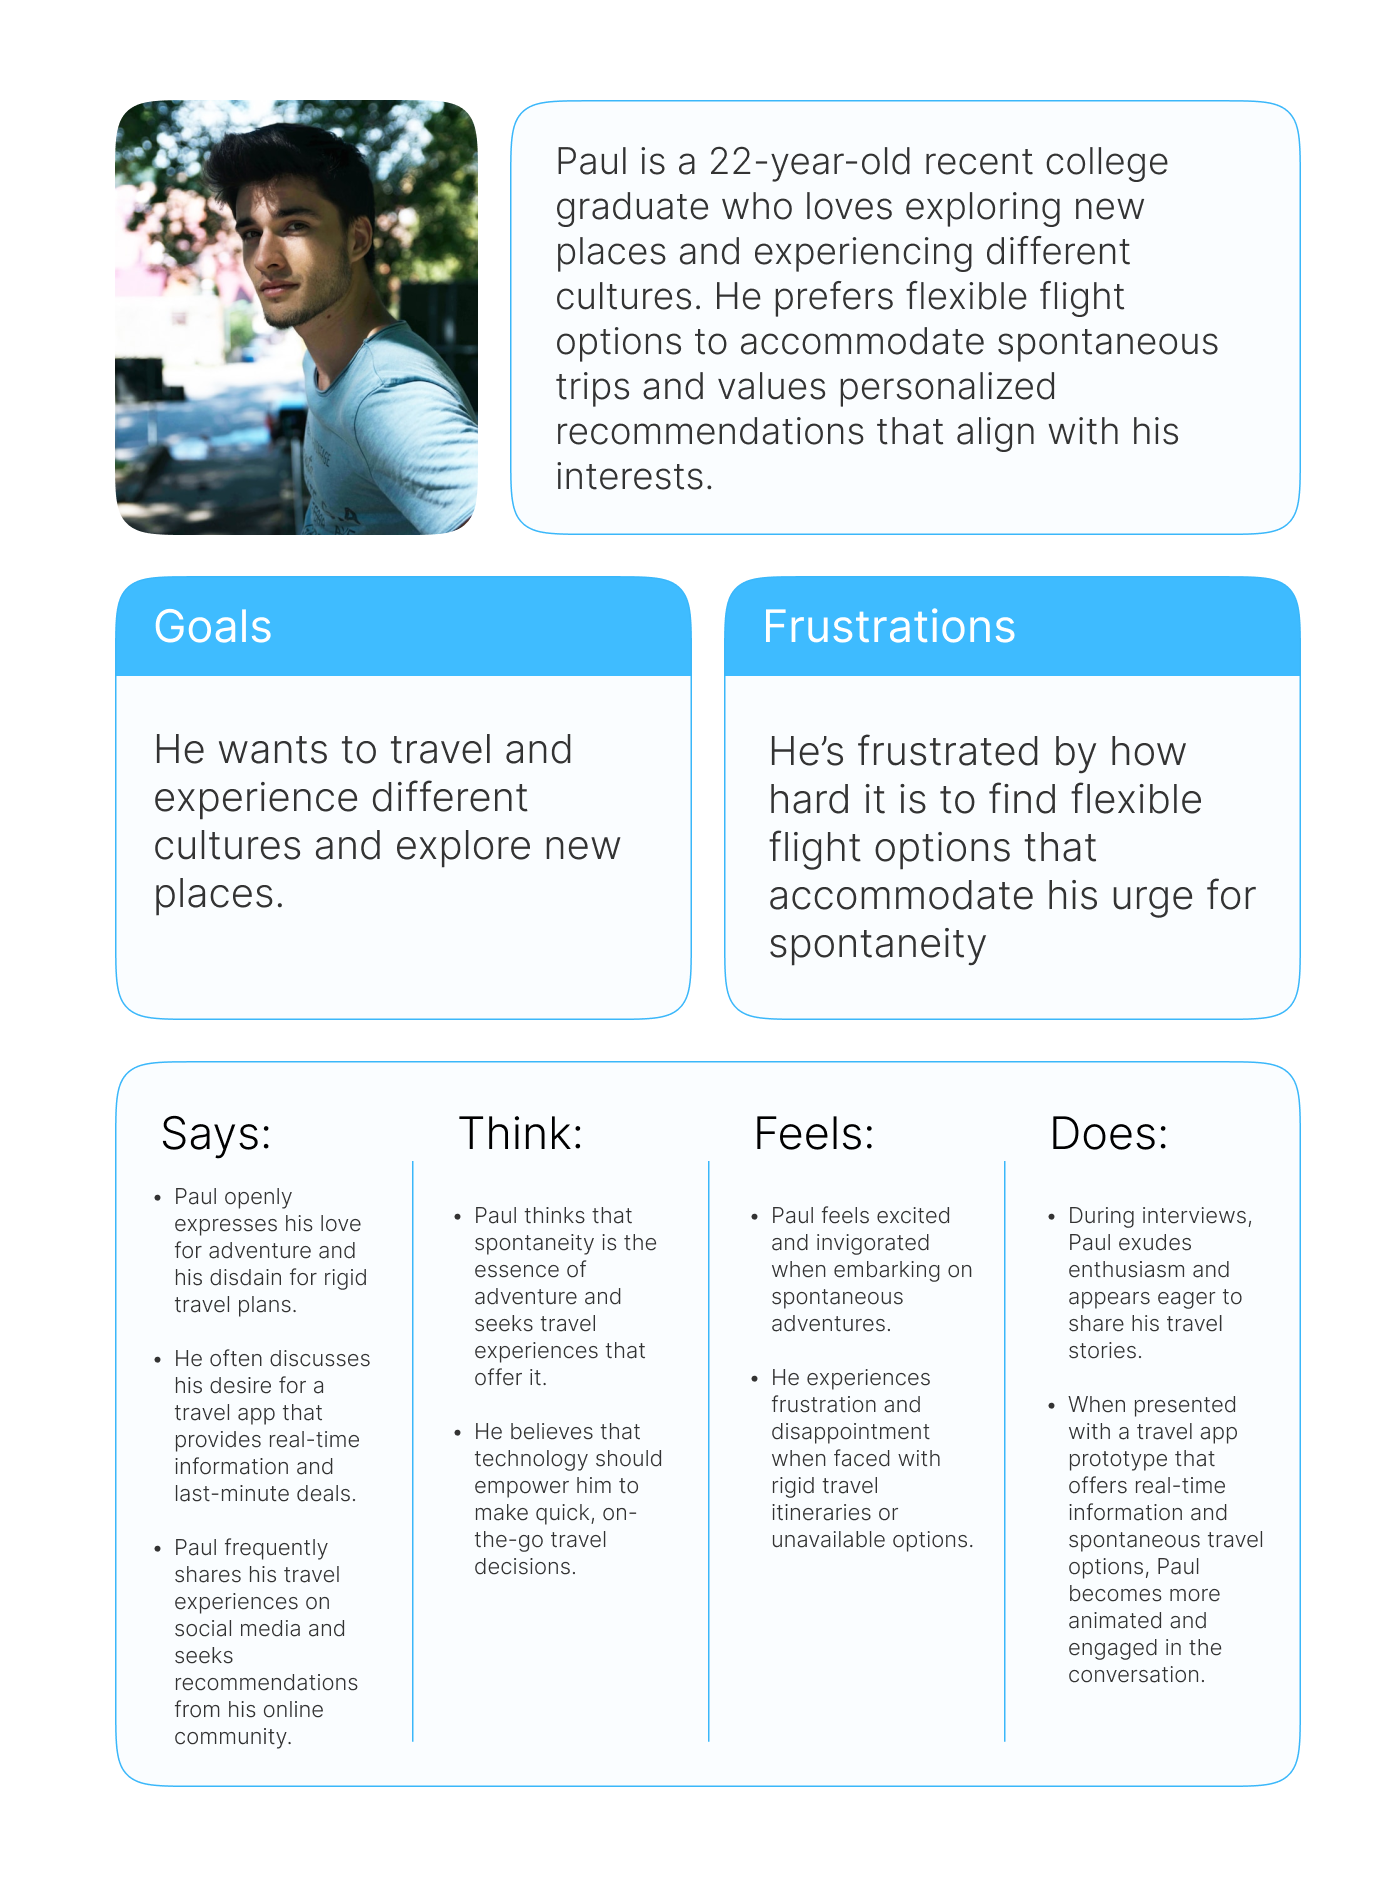 Paul is a 22-year-old recent college
graduate who loves exploring new
places and experiencing different
cultures. He prefers flexible flight
options to accommodate spontaneous
trips and values personalized
recommendations that align with his
interests.
Goals
He wants to travel and
experience different
cultures and explore new
places.
Frustrations
He’s frustrated by how
hard it is to find flexible
flight options that
accommodate his urge for
spontaneity
Says:
• Paul openly
expresses his love
for adventure and
his disdain for rigid
travel plans.
• He often discusses
his desire for a
travel app that
provides real-time
information and
last-minute deals.
• Paul frequently
shares his travel
experiences on
social media and
seeks
recommendations
from his online
community.
Think:
• Paul thinks that
spontaneity is the
essence of
adventure and
seeks travel
experiences that
offer it.
• He believes that
technology should
empower him to
make quick, on-
the-go travel
decisions.
Feels:
• Paul feels excited
and invigorated
when embarking on
spontaneous
adventures.
• He experiences
frustration and
disappointment
when faced with
rigid travel
itineraries or
unavailable options.
Does:
• During interviews,
Paul exudes
enthusiasm and
appears eager to
share his travel
stories.
• When presented
with a travel app
prototype that
offers real-time
information and
spontaneous travel
options, Paul
becomes more
animated and
engaged in the
conversation.